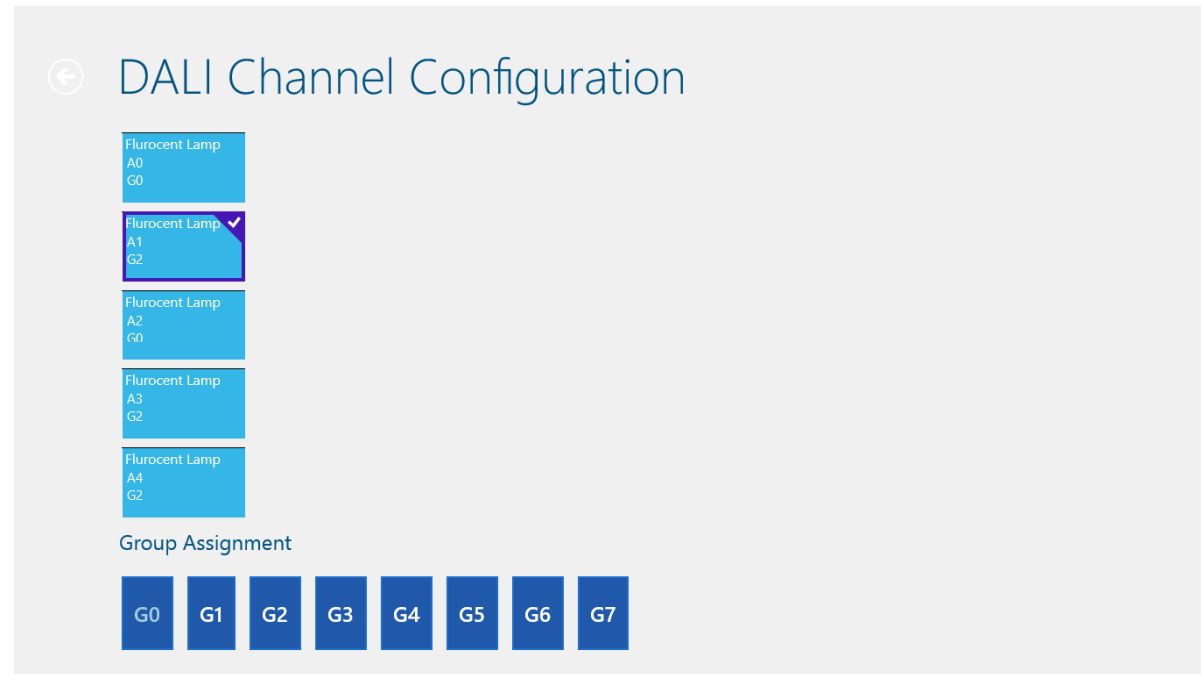 DALI Channel Configuration
Flurocent Lamp
A0
G0
Flurocent Lamp
A1
G2
Flurocent Lamp
A2
G0
Flurocent Lamp
A3
G2
Flurocent Lamp
A4
G2
Group Assignment
G0 G1 G2 G3 G4 G5 G6 G7